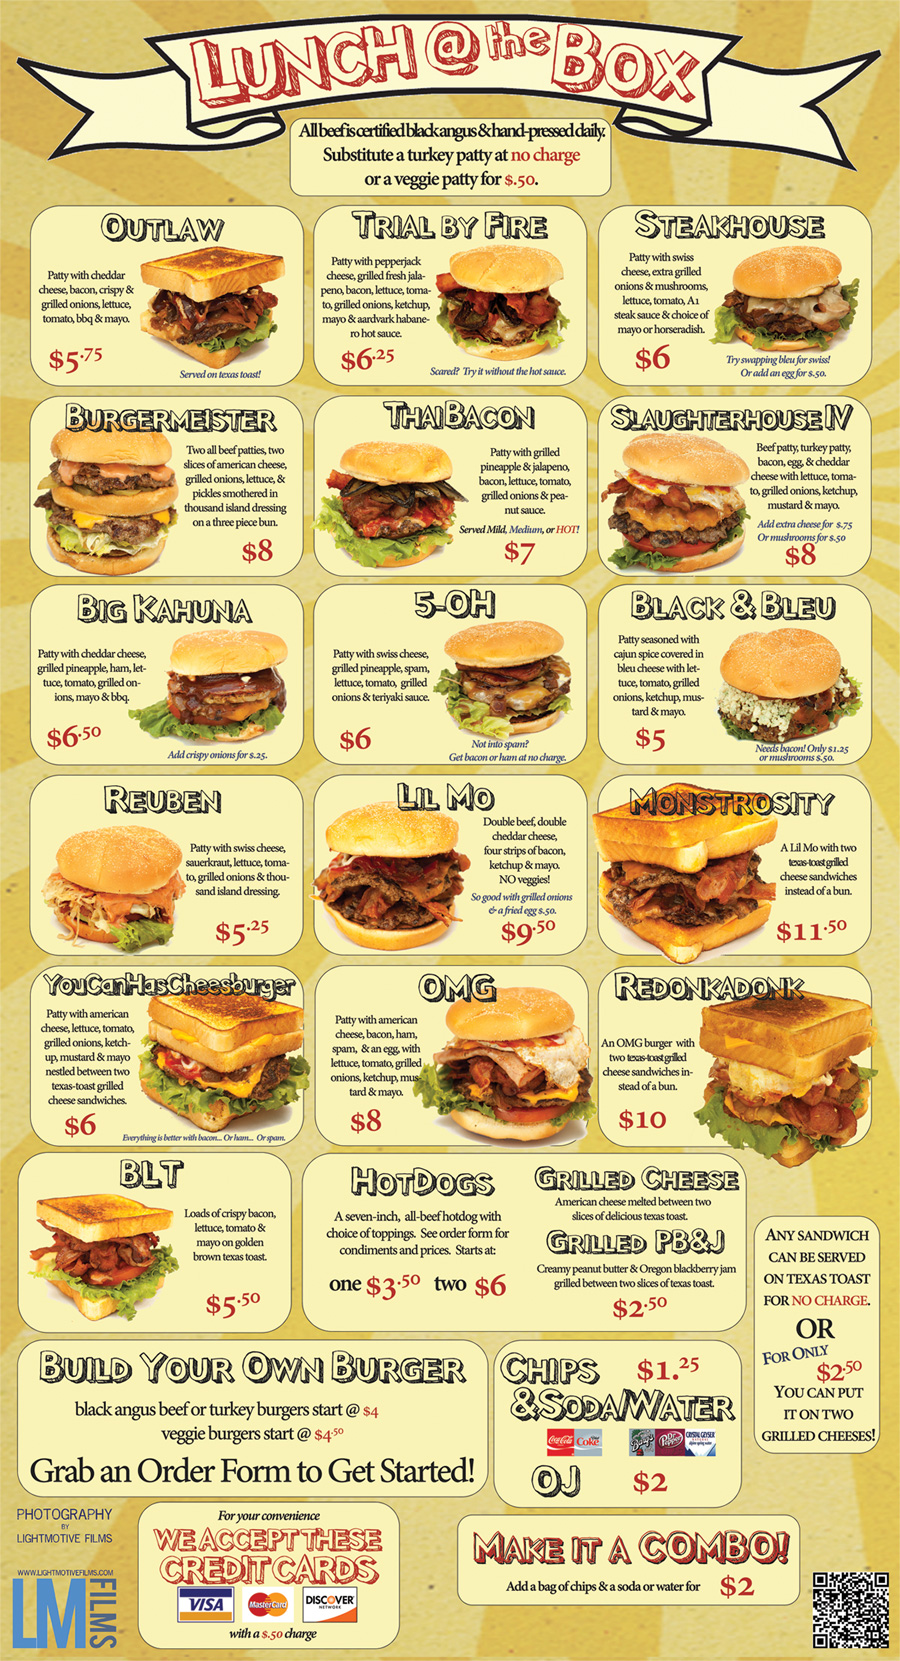 LUNCH @ the BOX
All beef is certified black angus & hand-pressed daily.
Substitute a turkey patty at no charge
or a veggie patty for $.50.
OUTLAW
Patty with cheddar
cheese, bacon, crispy &
grilled onions, lettuce,
tomato, bbq & mayo.
$5.75
Served on texas toast!
TRIAL BY FIRE
Patty with pepperjack
cheese, grilled fresh jala-
peno, bacon, lettuce, toma-
to, grilled onions, ketchup,
mayo & aardvark habane-
ro hot sauce.
$6.25
Scared? Try it without the hot sauce.
STEAKHOUSE
Patty with swiss
cheese, extra grilled
onions & mushrooms,
lettuce, tomato, A1
steak sauce & choice of
mayo or horseradish.
$6
Try swapping bleu for swiss!
Or add an egg for $.50.
BURGERMEISTER
Two all beef patties, two
slices of american cheese,
grilled onions, lettuce, &
pickles smothered in
thousand island dressing
on a three piece bun.
$8
THAI BACON
Patty with grilled
pineapple & jalapeno,
bacon, lettuce, tomato,
grilled onions & pea-
nut sauce.
Served Mild, Medium, or HOT!
$7
SLAUGHTERHOUSE IV
Beef patty, turkey patty,
bacon, egg, & cheddar
cheese with lettuce, toma-
to, grilled onions, ketchup,
mustard & mayo.
Add extra cheese for $.75
Or mushrooms for $.50
$8
BIG KAHUNA
Patty with cheddar cheese,
grilled pineapple, ham, let-
tuce, tomato, grilled on-
ions, mayo & bbq.
$6.50
Add crispy onions for $.25.
5-OH
Patty with swiss cheese,
grilled pineapple, spam,
lettuce, tomato, grilled
onions & teriyaki sauce.
$6
Not into spam?
Get bacon or ham at no charge.
BLACK & BLEU
Patty seasoned with
cajun spice covered in
bleu cheese with let-
tuce, tomato, grilled
onions, ketchup, mus-
tard & mayo.
$5
Needs bacon! Only $1.25
or mushrooms $.50.
REUBEN
Patty with swiss cheese,
sauerkraut, lettuce, toma-
to, grilled onions & thou-
sand island dressing.
$5.25
LIL MO
Double beef, double
cheddar cheese,
four strips of bacon,
ketchup & mayo.
NO veggies!
So good with grilled onions
& a fried egg $.50.
$9.50
MONSTROSITY
A Lil Mo with two
texas-toast grilled
cheese sandwiches
instead of a bun.
$11.50
YOUCANHASCHEESBURGER
Patty with american
cheese, lettuce, tomato,
grilled onions, ketch-
up, mustard & mayo
nestled between two
texas-toast grilled
cheese sandwiches.
$6
Everything is better with bacon... Or ham... Or spam.
OMG
Patty with american
cheese, bacon, ham,
spam, & an egg, with
lettuce, tomato, grilled
onions, ketchup, mus-
tard & mayo.
$8
REDONKADONK
An OMG burger with
two texas-toast grilled
cheese sandwiches in-
stead of a bun.
$10
BLT
Loads of crispy bacon,
lettuce, tomato &
mayo on golden
brown texas toast.
$5.50
HOTDOGS
A seven-inch, all-beef hotdog with
choice of toppings. See order form for
condiments and prices. Starts at:
one $3.50 two $6
GRILLED CHEESE
American cheese melted between two
slices of delicious texas toast.
GRILLED PB&J
Creamy peanut butter & Oregon blackberry jam
grilled between two slices of texas toast.
$2.50
ANY SANDWICH
CAN BE SERVED
ON TEXAS TOAST
FOR NO CHARGE.
OR
FOR ONLY
$2.50
YOU CAN PUT
IT ON TWO
GRILLED CHEESES!
BUILD YOUR OWN BURGER
black angus beef or turkey burgers start @ $4
veggie burgers start @ $4.50
Grab an Order Form to Get Started!
CHIPS $1.25
& SODA/WATER
Coca-Cola Diet Coke Barq's Dr Pepper CRYSTAL GEYSER
OJ $2
PHOTOGRAPHY
BY
LIGHTMOTIVE FILMS
WWW.LIGHTMOTIVEFILMS.COM
LM FILMS
For your convenience
WE ACCEPT THESE
CREDIT CARDS
VISA MasterCard DISCOVER NETWORK
with a $.50 charge
MAKE IT A COMBO!
Add a bag of chips & a soda or water for $2